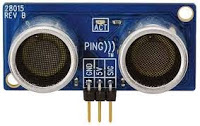 28015
REV B
ACT
PING)))
GND
5V
SIG